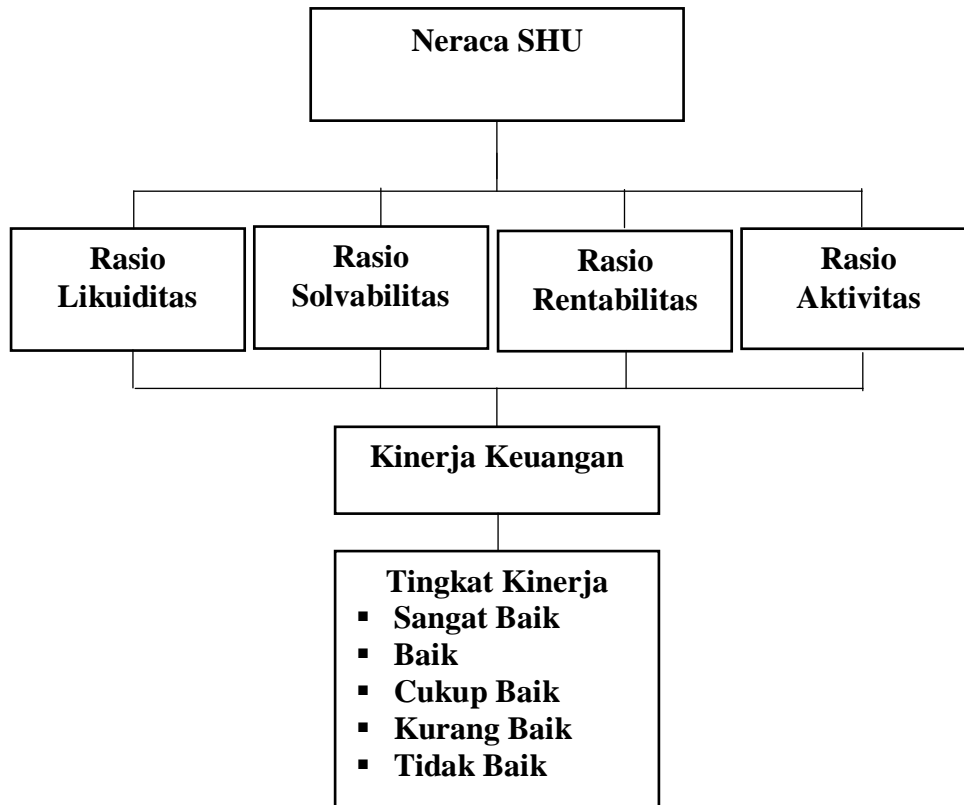 Neraca SHU
Rasio
Likuiditas
Rasio
Solvabilitas
Rasio
Rentabilitas
Rasio
Aktivitas
Kinerja Keuangan
Tingkat Kinerja
▪ Sangat Baik
▪ Baik
▪ Cukup Baik
▪ Kurang Baik
▪ Tidak Baik